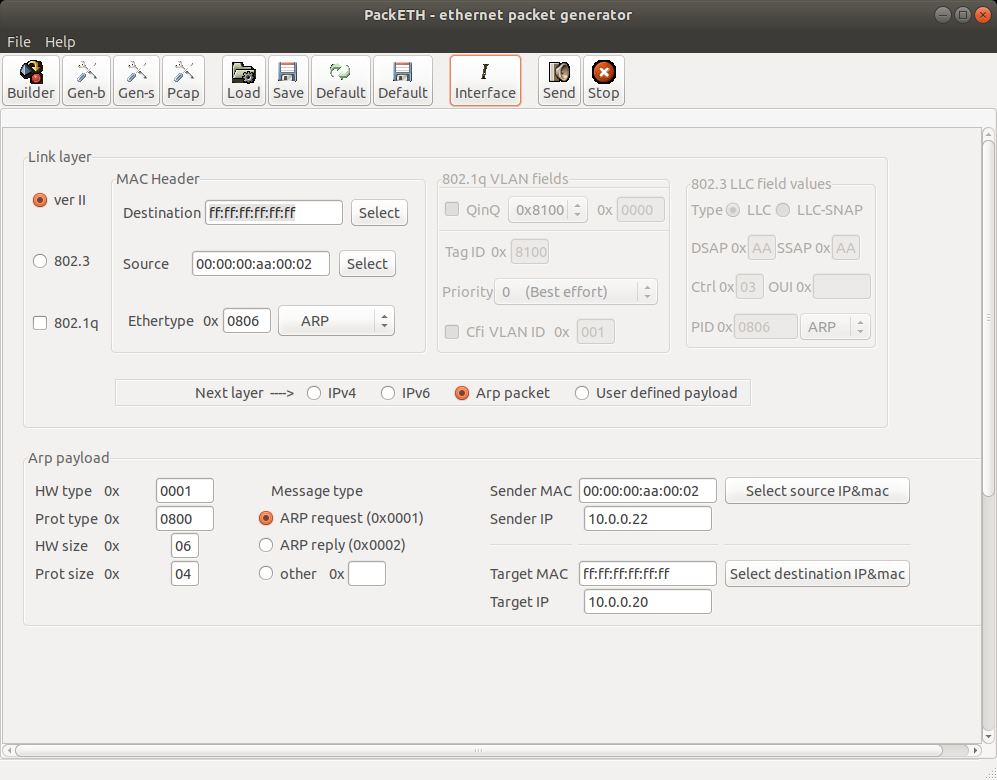 PackETH - ethernet packet generator
File Help
Builder Gen-b Gen-s Pcap Load Save Default Default Interface Send Stop
Link layer
ver II
802.3
802.1q
MAC Header
Destination ff:ff:ff:ff:ff:ff Select
Source 00:00:00:aa:00:02 Select
Ethertype 0x 0806 ARP
802.1q VLAN fields
QinQ 0x8100 0x 0000
Tag ID 0x 8100
Priority 0 (Best effort)
Cfi VLAN ID 0x 001
802.3 LLC field values
Type LLC LLC-SNAP
DSAP 0x AA SSAP 0x AA
Ctrl 0x 03 OUI 0x
PID 0x 0806 ARP
Next layer ----> IPv4 IPv6 Arp packet User defined payload
Arp payload
HW type 0x 0001
Prot type 0x 0800
HW size 0x 06
Prot size 0x 04
Message type
ARP request (0x0001)
ARP reply (0x0002)
other 0x
Sender MAC 00:00:00:aa:00:02 Select source IP&mac
Sender IP 10.0.0.22
Target MAC ff:ff:ff:ff:ff:ff Select destination IP&mac
Target IP 10.0.0.20